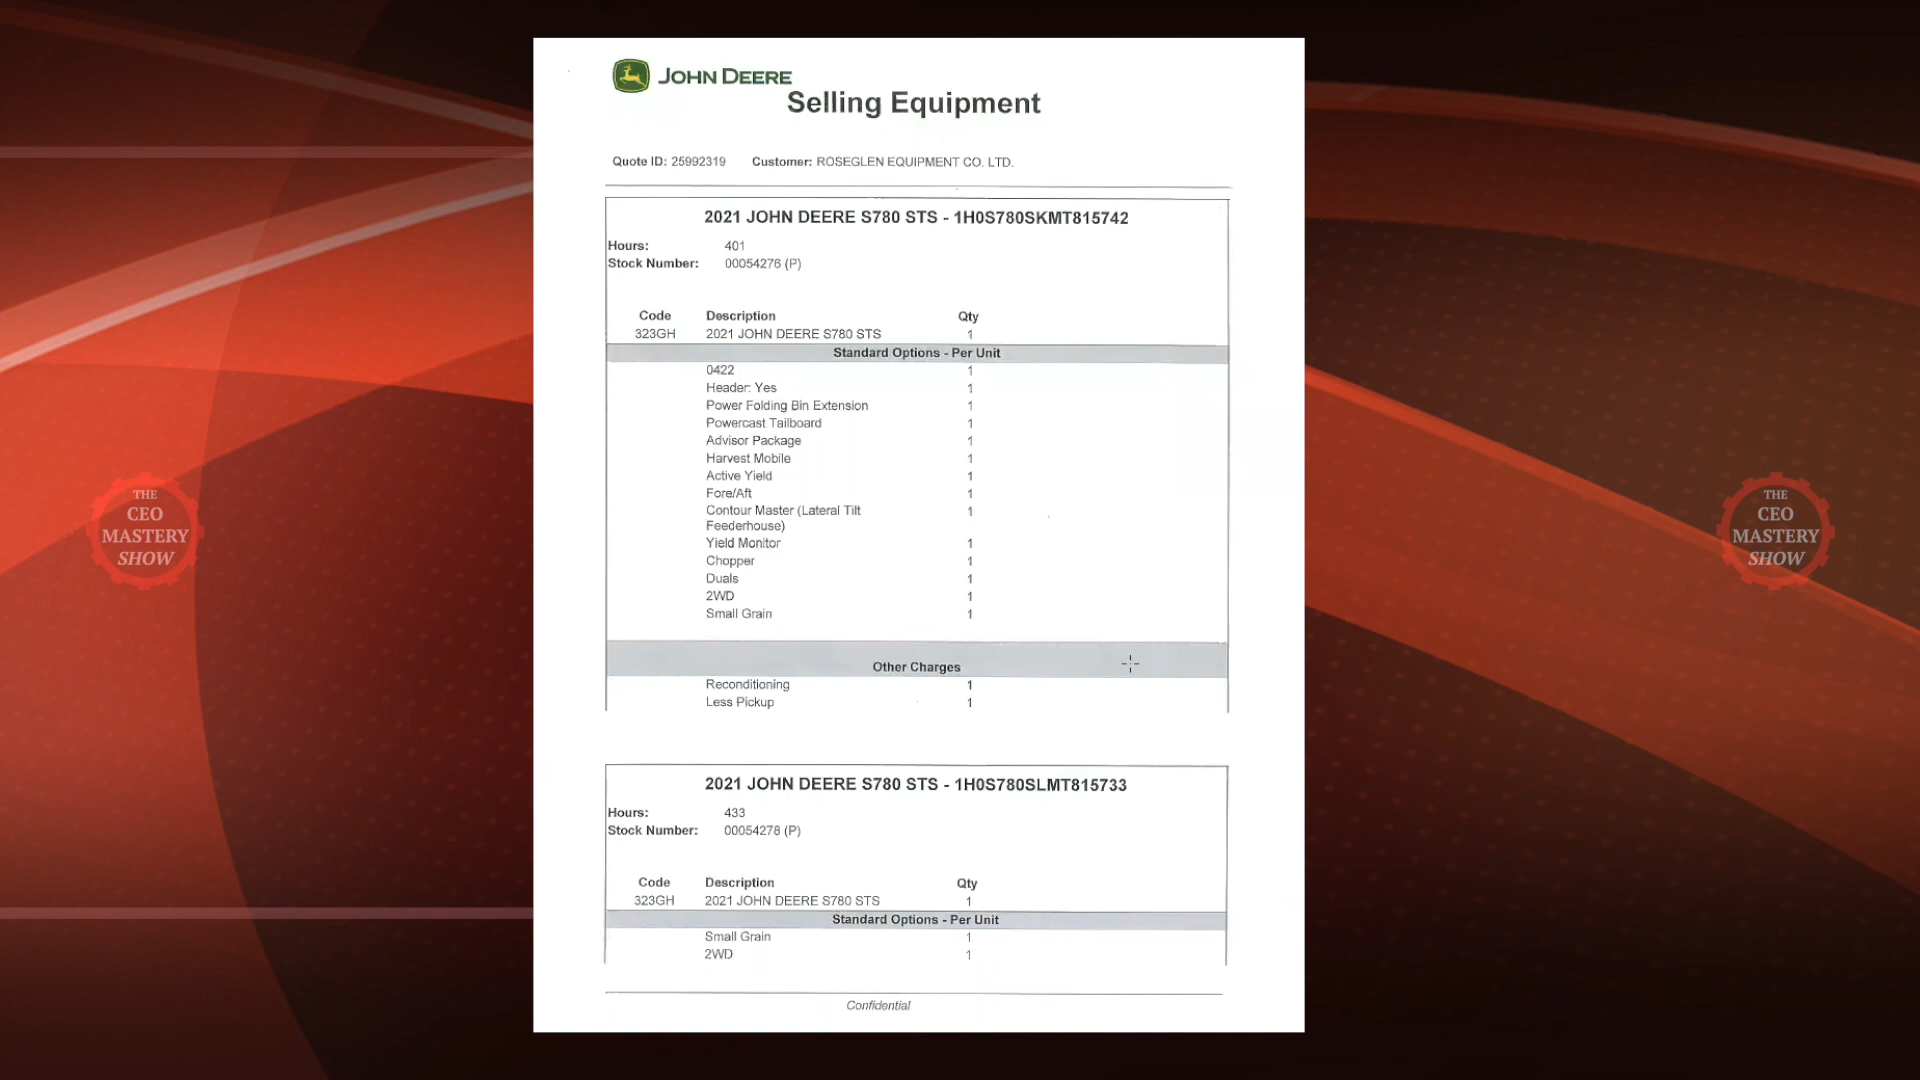 JOHN DEERE
Selling Equipment
Quote ID: 25992319 Customer: ROSEGLEN EQUIPMENT CO. LTD.
2021 JOHN DEERE S780 STS - 1H0S780SKMT815742
Hours: 401
Stock Number: 00054276 (P)
Code Description Qty
323GH 2021 JOHN DEERE S780 STS 1
Standard Options - Per Unit
0422 1
Header: Yes 1
Power Folding Bin Extension 1
Powercast Tailboard 1
Advisor Package 1
Harvest Mobile 1
Active Yield 1
Fore/Aft 1
Contour Master (Lateral Tilt 1
Feederhouse)
Yield Monitor 1
Chopper 1
Duals 1
2WD 1
Small Grain 1
Other Charges
Reconditioning 1
Less Pickup 1
2021 JOHN DEERE S780 STS - 1H0S780SLMT815733
Hours: 433
Stock Number: 00054278 (P)
Code Description Qty
323GH 2021 JOHN DEERE S780 STS 1
Standard Options - Per Unit
Small Grain 1
2WD 1
Confidential
THE
CEO
MASTERY
SHOW
THE
CEO
MASTERY
SHOW